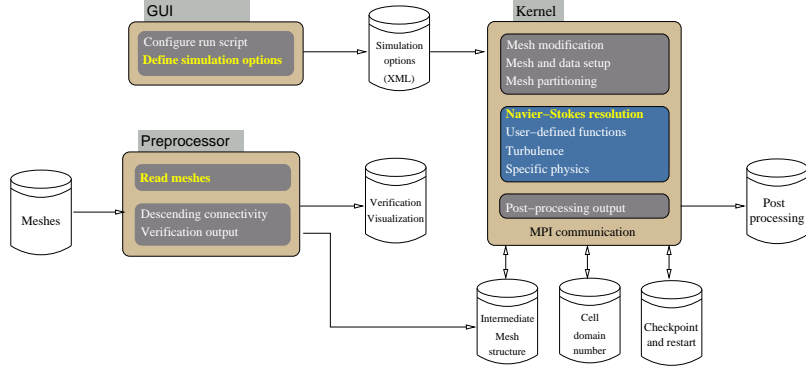 GUI
Configure run script
Define simulation options
Simulation
options
(XML)
Kernel
Mesh modification
Mesh and data setup
Mesh partitioning
Navier−Stokes resolution
User−defined functions
Turbulence
Specific physics
Post−processing output
MPI communication
Preprocessor
Read meshes
Descending connectivity
Verification output
Meshes
Verification
Visualization
Post
processing
Intermediate
Mesh
structure
Cell
domain
number
Checkpoint
and restart